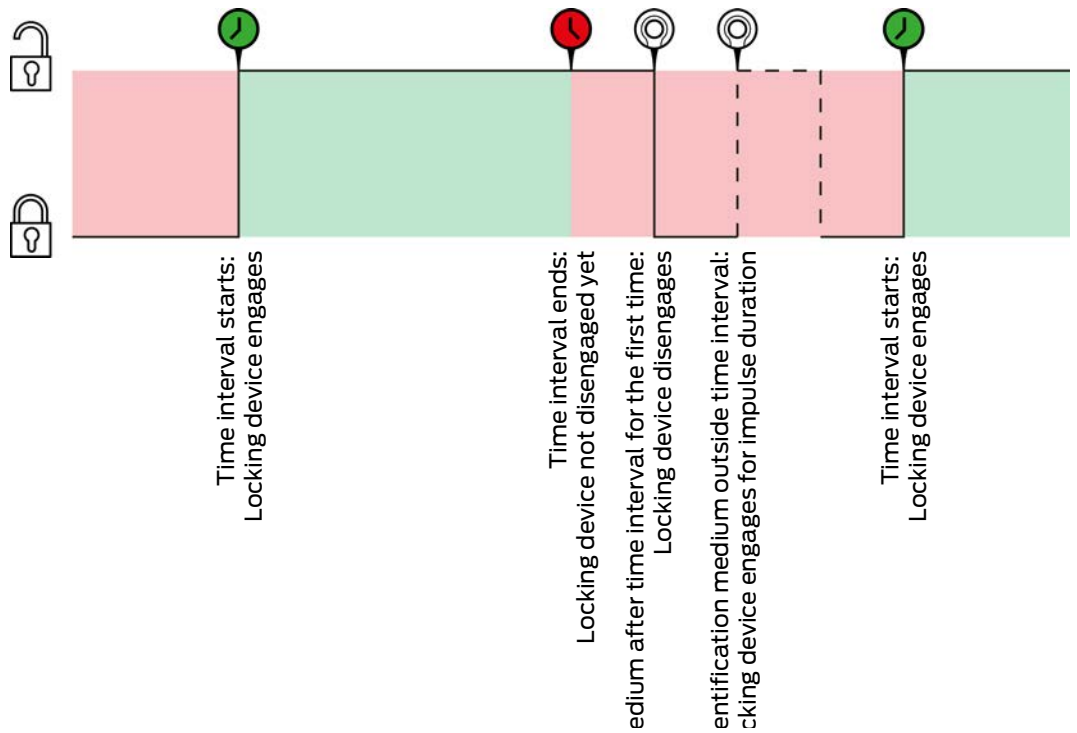 Time interval starts:
Locking device engages
Time interval ends:
Locking device not disengaged yet
edium after time interval for the first time:
Locking device disengages
entification medium outside time interval:
cking device engages for impulse duration
Time interval starts:
Locking device engages